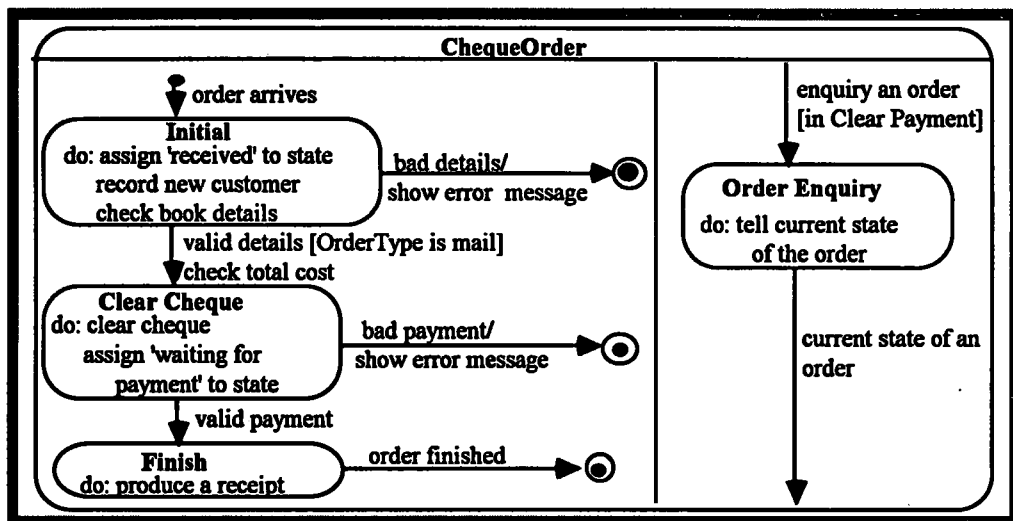 ChequeOrder
order arrives
Initial
do: assign 'received' to state
record new customer
check book details
bad details/
show error message
valid details [OrderType is mail]
check total cost
Clear Cheque
do: clear cheque
assign 'waiting for
payment' to state
bad payment/
show error message
valid payment
Finish
do: produce a receipt
order finished
enquiry an order
[in Clear Payment]
Order Enquiry
do: tell current state
of the order
current state of an
order